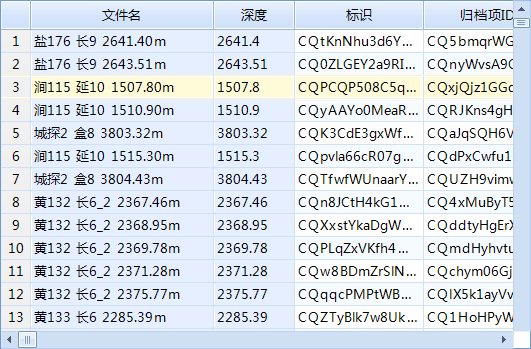 文件名 深度 标识 归档项ID
1 盐176 长9 2641.40m 2641.4 CQtKnNhu3d6Y... CQ5bmqrWG
2 盐176 长9 2643.51m 2643.51 CQ0ZLGEY2a9RI... CQnyWvsA9
3 涧115 延10 1507.80m 1507.8 CQPCQP508C5q... CQxjQjz1GG
4 涧115 延10 1510.90m 1510.9 CQyAAYo0MeaR... CQRJKns4gH
5 城探2 盒8 3803.32m 3803.32 CQK3CdE3gxWf... CQaJqSQH6V
6 涧115 延10 1515.30m 1515.3 CQpvla66cR07g... CQdPxCwfu1
7 城探2 盒8 3804.43m 3804.43 CQTfwfWUnaarY... CQUZH9vimw
8 黄132 长6_2 2367.46m 2367.46 CQn8JCtH4kG1... CQ4xMuByT5
9 黄132 长6_2 2368.95m 2368.95 CQXxstYkaDgW... CQddtyHgErX
10 黄132 长6_2 2369.78m 2369.78 CQPLqZxVKfh4... CQmdHyhvtu
11 黄132 长6_2 2371.28m 2371.28 CQw8BDmZrSlN... CQchym06Gj
12 黄132 长6_2 2375.77m 2375.77 CQqqcPMPtWB... CQIX5k1ayVv
13 黄133 长6 2285.39m 2285.39 CQZTyBlk7w8Uk... CQ1HoHPyW